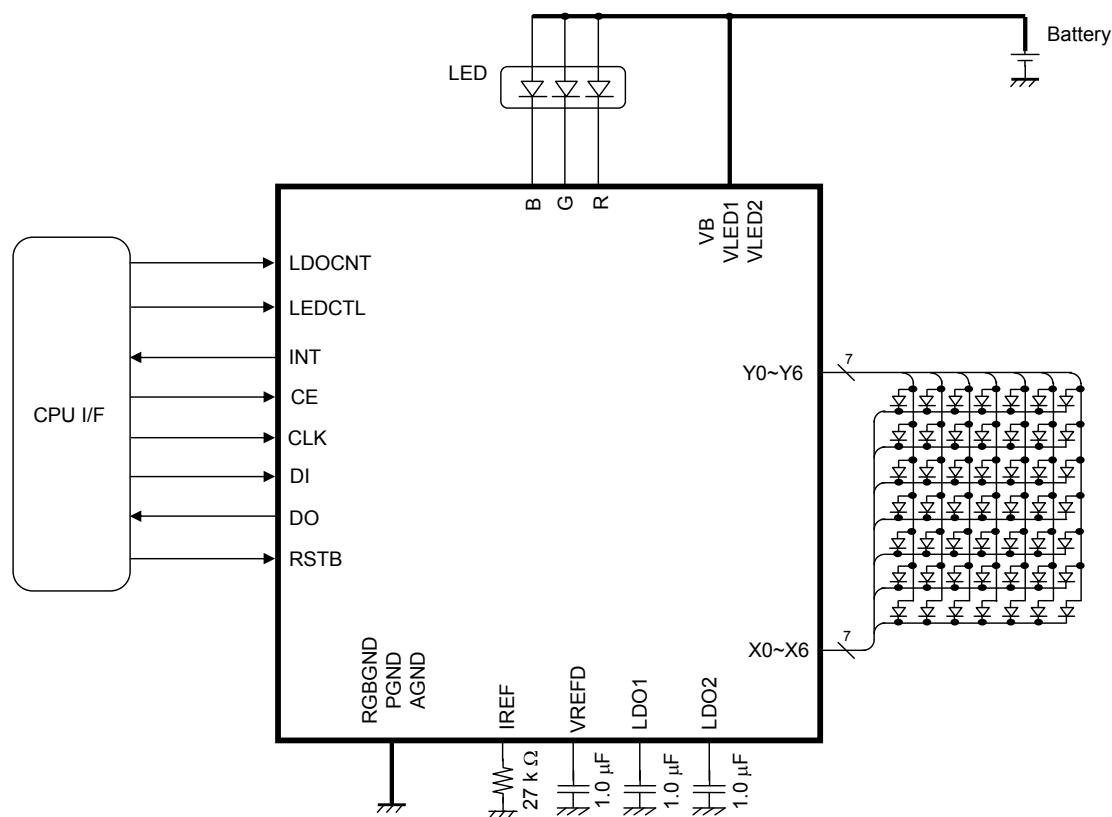 Battery
LED
B
G
R
VB
VLED1
VLED2
CPU I/F
LDOCNT
LEDCTL
INT
CE
CLK
DI
DO
RSTB
Y0~Y6
7
X0~X6
7
RGBGND
PGND
AGND
IREF
VREFD
LDO1
LDO2
27 k Ω
1.0 μF
1.0 μF
1.0 μF